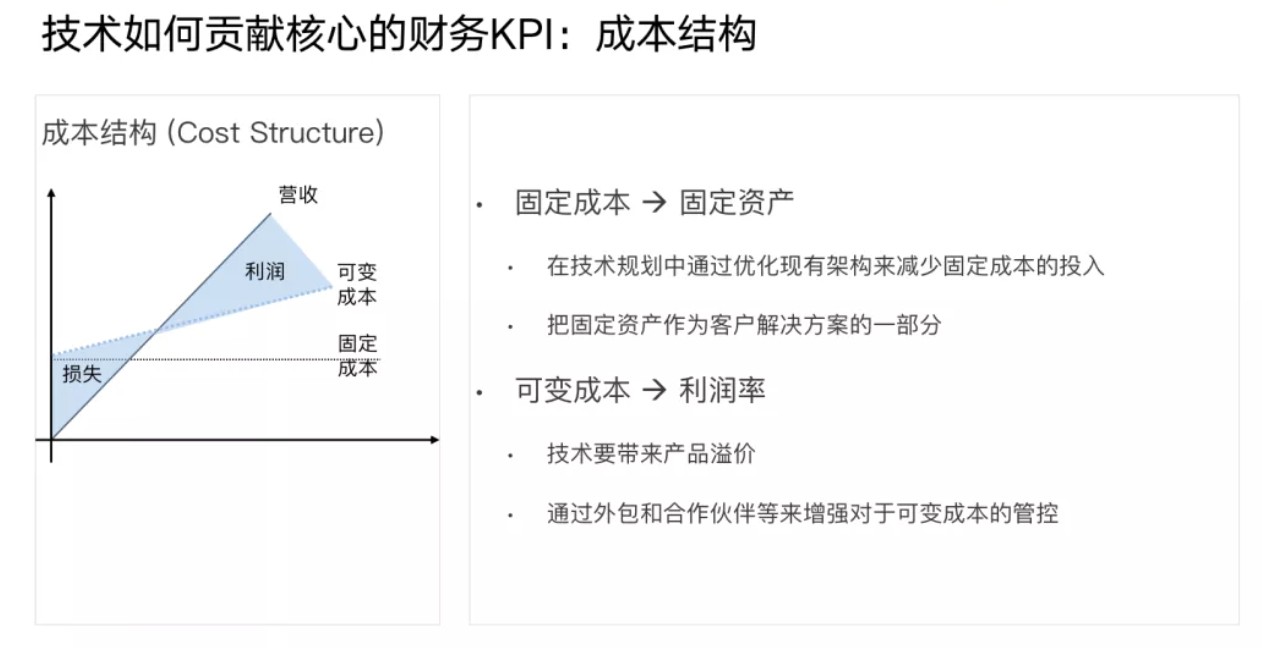 技术如何贡献核心的财务KPI：成本结构
成本结构 (Cost Structure)
营收
利润
可变
成本
固定
成本
损失
• 固定成本 → 固定资产
• 在技术规划中通过优化现有架构来减少固定成本的投入
• 把固定资产作为客户解决方案的一部分
• 可变成本 → 利润率
• 技术要带来产品溢价
• 通过外包和合作伙伴等来增强对于可变成本的管控